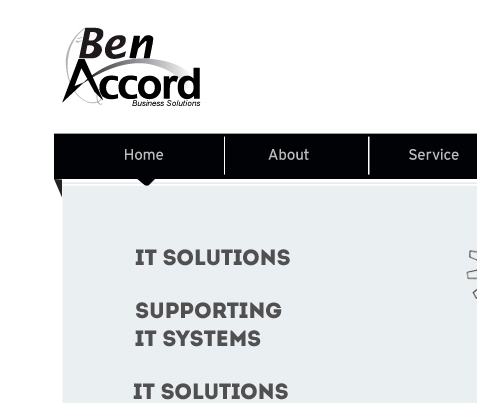 Ben
Accord
Business Solutions
Home
About
Service
IT SOLUTIONS
SUPPORTING
IT SYSTEMS
IT SOLUTIONS